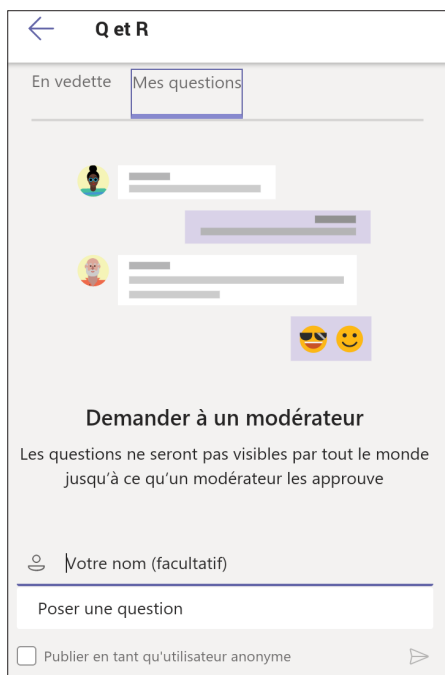 Q et R
En vedette
Mes questions
Demander à un modérateur
Les questions ne seront pas visibles par tout le monde
jusqu'à ce qu'un modérateur les approuve
Votre nom (facultatif)
Poser une question
Publier en tant qu'utilisateur anonyme